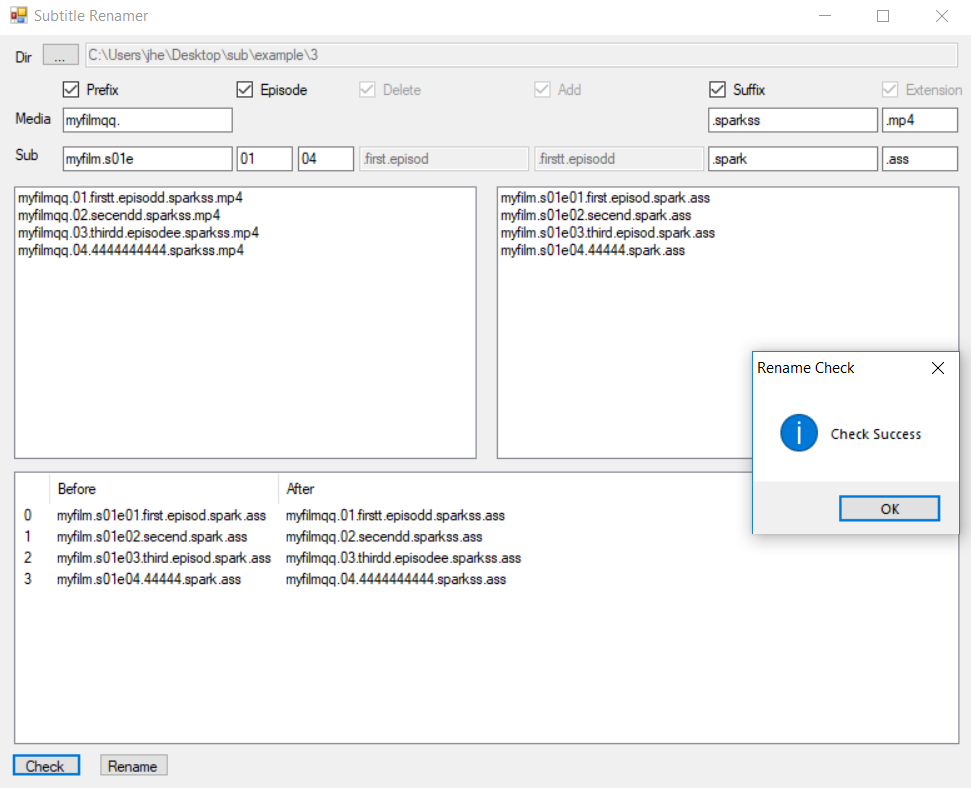 Subtitle Renamer
Dir ... C:\Users\jhe\Desktop\sub\example\3
Prefix Episode Delete Add Suffix Extension
Media myfilmqq. .sparkss .mp4
Sub myfilm.s01e 01 04 .first.episod .firstt.episodd .spark .ass
myfilmqq.01.firstt.episodd.sparkss.mp4
myfilmqq.02.secendd.sparkss.mp4
myfilmqq.03.thirdd.episodee.sparkss.mp4
myfilmqq.04.4444444444.sparkss.mp4
myfilm.s01e01.first.episod.spark.ass
myfilm.s01e02.secend.spark.ass
myfilm.s01e03.third.episod.spark.ass
myfilm.s01e04.44444.spark.ass
Rename Check
Check Success
OK
Before After
0 myfilm.s01e01.first.episod.spark.ass myfilmqq.01.firstt.episodd.sparkss.ass
1 myfilm.s01e02.secend.spark.ass myfilmqq.02.secendd.sparkss.ass
2 myfilm.s01e03.third.episod.spark.ass myfilmqq.03.thirdd.episodee.sparkss.ass
3 myfilm.s01e04.44444.spark.ass myfilmqq.04.4444444444.sparkss.ass
Check Rename